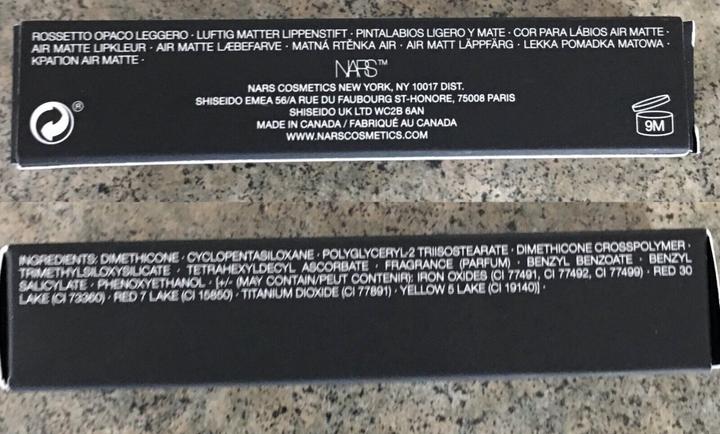 ROSSETTO OPACO LEGGERO · LUFTIG MATTER LIPPENSTIFT · PINTALABIOS LIGERO Y MATE · COR PARA LÁBIOS AIR MATTE ·
AIR MATTE LIPKLEUR · AIR MATTE LÆBEFARVE · MATNÁ RTĚNKA AIR · AIR MATT LÄPPFÄRG · LEKKA POMADKA MATOWA ·
ΚΡΑΓΙΟΝ AIR MATTE ·
NARS™
NARS COSMETICS NEW YORK, NY 10017 DIST.
SHISEIDO EMEA 56/A RUE DU FAUBOURG ST-HONORE, 75008 PARIS
SHISEIDO UK LTD WC2B 6AN
MADE IN CANADA / FABRIQUÉ AU CANADA
WWW.NARSCOSMETICS.COM
®
9M
INGREDIENTS: DIMETHICONE · CYCLOPENTASILOXANE · POLYGLYCERYL-2 TRIISOSTEARATE · DIMETHICONE CROSSPOLYMER ·
TRIMETHYLSILOXYSILICATE · TETRAHEXYLDECYL ASCORBATE · FRAGRANCE (PARFUM) · BENZYL BENZOATE · BENZYL
SALICYLATE · PHENOXYETHANOL · [+/- (MAY CONTAIN/PEUT CONTENIR): IRON OXIDES (CI 77491, CI 77492, CI 77499) · RED 30
LAKE (CI 73360) · RED 7 LAKE (CI 15850) · TITANIUM DIOXIDE (CI 77891) · YELLOW 5 LAKE (CI 19140)] ·